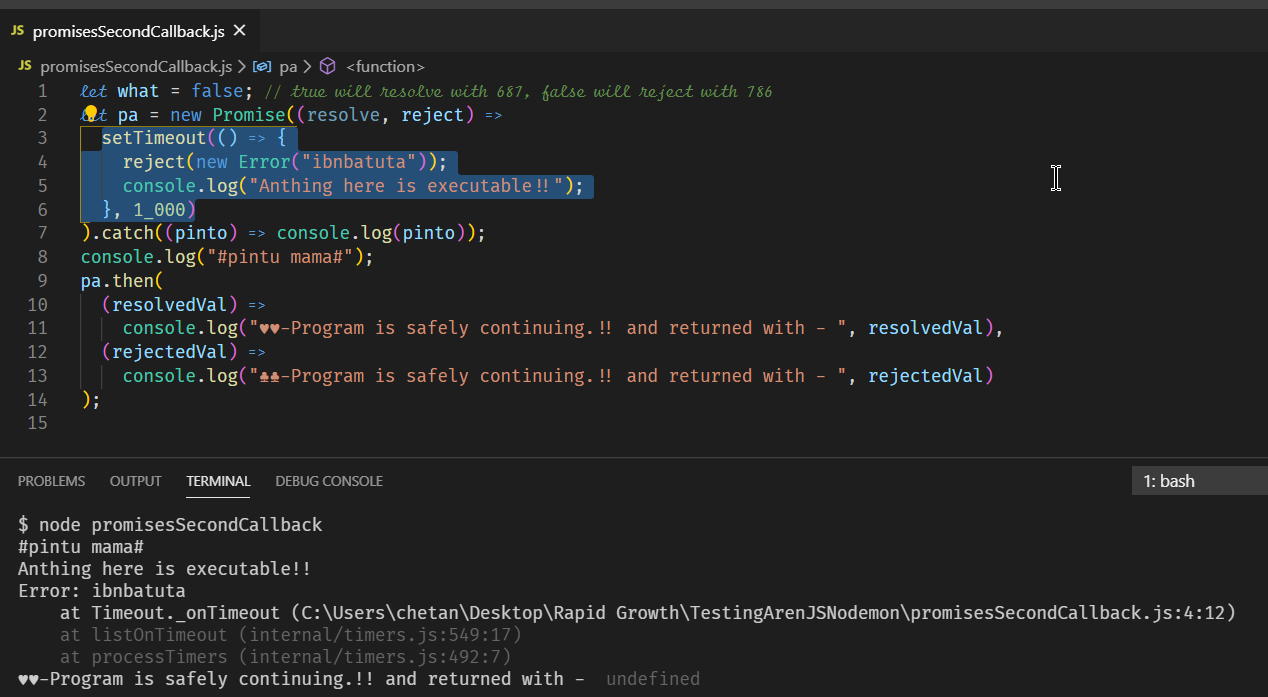 JS promisesSecondCallback.js ✕
JS promisesSecondCallback.js > pa > <function>
1 let what = false; // true will resolve with 687, false will reject with 786
2 let pa = new Promise((resolve, reject) =>
3 setTimeout(() => {
4 reject(new Error("ibnbatuta"));
5 console.log("Anthing here is executable!!");
6 }, 1_000)
7 ).catch((pinto) => console.log(pinto));
8 console.log("#pintu mama#");
9 pa.then(
10 (resolvedVal) =>
11 console.log("♥♥-Program is safely continuing.!! and returned with - ", resolvedVal),
12 (rejectedVal) =>
13 console.log("♣♣-Program is safely continuing.!! and returned with - ", rejectedVal)
14 );
15
PROBLEMS OUTPUT TERMINAL DEBUG CONSOLE 1: bash
$ node promisesSecondCallback
#pintu mama#
Anthing here is executable!!
Error: ibnbatuta
at Timeout._onTimeout (C:\Users\chetan\Desktop\Rapid Growth\TestingArenJSNodemon\promisesSecondCallback.js:4:12)
at listOnTimeout (internal/timers.js:549:17)
at processTimers (internal/timers.js:492:7)
♥♥-Program is safely continuing.!! and returned with -  undefined